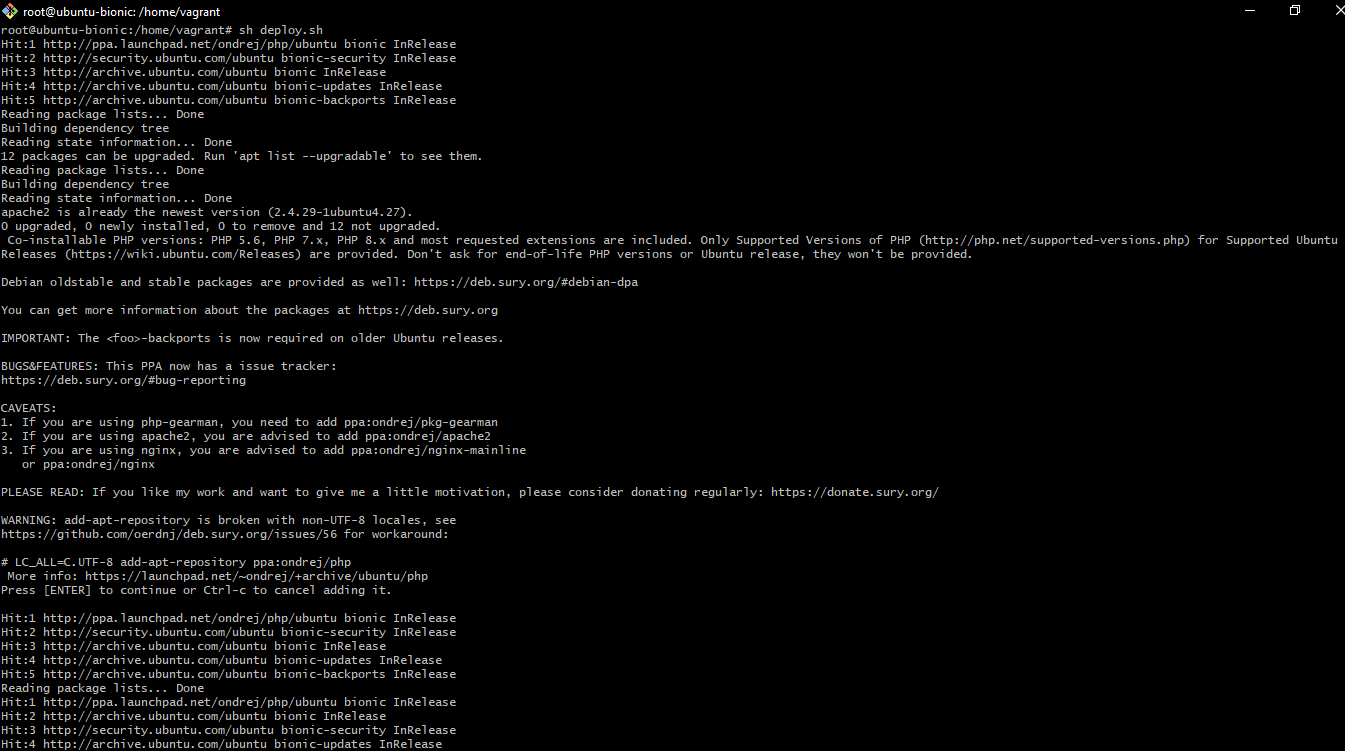 root@ubuntu-bionic: /home/vagrant
root@ubuntu-bionic:/home/vagrant# sh deploy.sh
Hit:1 http://ppa.launchpad.net/ondrej/php/ubuntu bionic InRelease
Hit:2 http://security.ubuntu.com/ubuntu bionic-security InRelease
Hit:3 http://archive.ubuntu.com/ubuntu bionic InRelease
Hit:4 http://archive.ubuntu.com/ubuntu bionic-updates InRelease
Hit:5 http://archive.ubuntu.com/ubuntu bionic-backports InRelease
Reading package lists... Done
Building dependency tree
Reading state information... Done
12 packages can be upgraded. Run 'apt list --upgradable' to see them.
Reading package lists... Done
Building dependency tree
Reading state information... Done
apache2 is already the newest version (2.4.29-1ubuntu4.27).
0 upgraded, 0 newly installed, 0 to remove and 12 not upgraded.
 Co-installable PHP versions: PHP 5.6, PHP 7.x, PHP 8.x and most requested extensions are included. Only Supported Versions of PHP (http://php.net/supported-versions.php) for Supported Ubuntu
Releases (https://wiki.ubuntu.com/Releases) are provided. Don't ask for end-of-life PHP versions or Ubuntu release, they won't be provided.
Debian oldstable and stable packages are provided as well: https://deb.sury.org/#debian-dpa
You can get more information about the packages at https://deb.sury.org
IMPORTANT: The <foo>-backports is now required on older Ubuntu releases.
BUGS&FEATURES: This PPA now has a issue tracker:
https://deb.sury.org/#bug-reporting
CAVEATS:
1. If you are using php-gearman, you need to add ppa:ondrej/pkg-gearman
2. If you are using apache2, you are advised to add ppa:ondrej/apache2
3. If you are using nginx, you are advised to add ppa:ondrej/nginx-mainline
   or ppa:ondrej/nginx
PLEASE READ: If you like my work and want to give me a little motivation, please consider donating regularly: https://donate.sury.org/
WARNING: add-apt-repository is broken with non-UTF-8 locales, see
https://github.com/oerdnj/deb.sury.org/issues/56 for workaround:
# LC_ALL=C.UTF-8 add-apt-repository ppa:ondrej/php
 More info: https://launchpad.net/~ondrej/+archive/ubuntu/php
Press [ENTER] to continue or Ctrl-c to cancel adding it.
Hit:1 http://ppa.launchpad.net/ondrej/php/ubuntu bionic InRelease
Hit:2 http://security.ubuntu.com/ubuntu bionic-security InRelease
Hit:3 http://archive.ubuntu.com/ubuntu bionic InRelease
Hit:4 http://archive.ubuntu.com/ubuntu bionic-updates InRelease
Hit:5 http://archive.ubuntu.com/ubuntu bionic-backports InRelease
Reading package lists... Done
Hit:1 http://ppa.launchpad.net/ondrej/php/ubuntu bionic InRelease
Hit:2 http://archive.ubuntu.com/ubuntu bionic InRelease
Hit:3 http://security.ubuntu.com/ubuntu bionic-security InRelease
Hit:4 http://archive.ubuntu.com/ubuntu bionic-updates InRelease